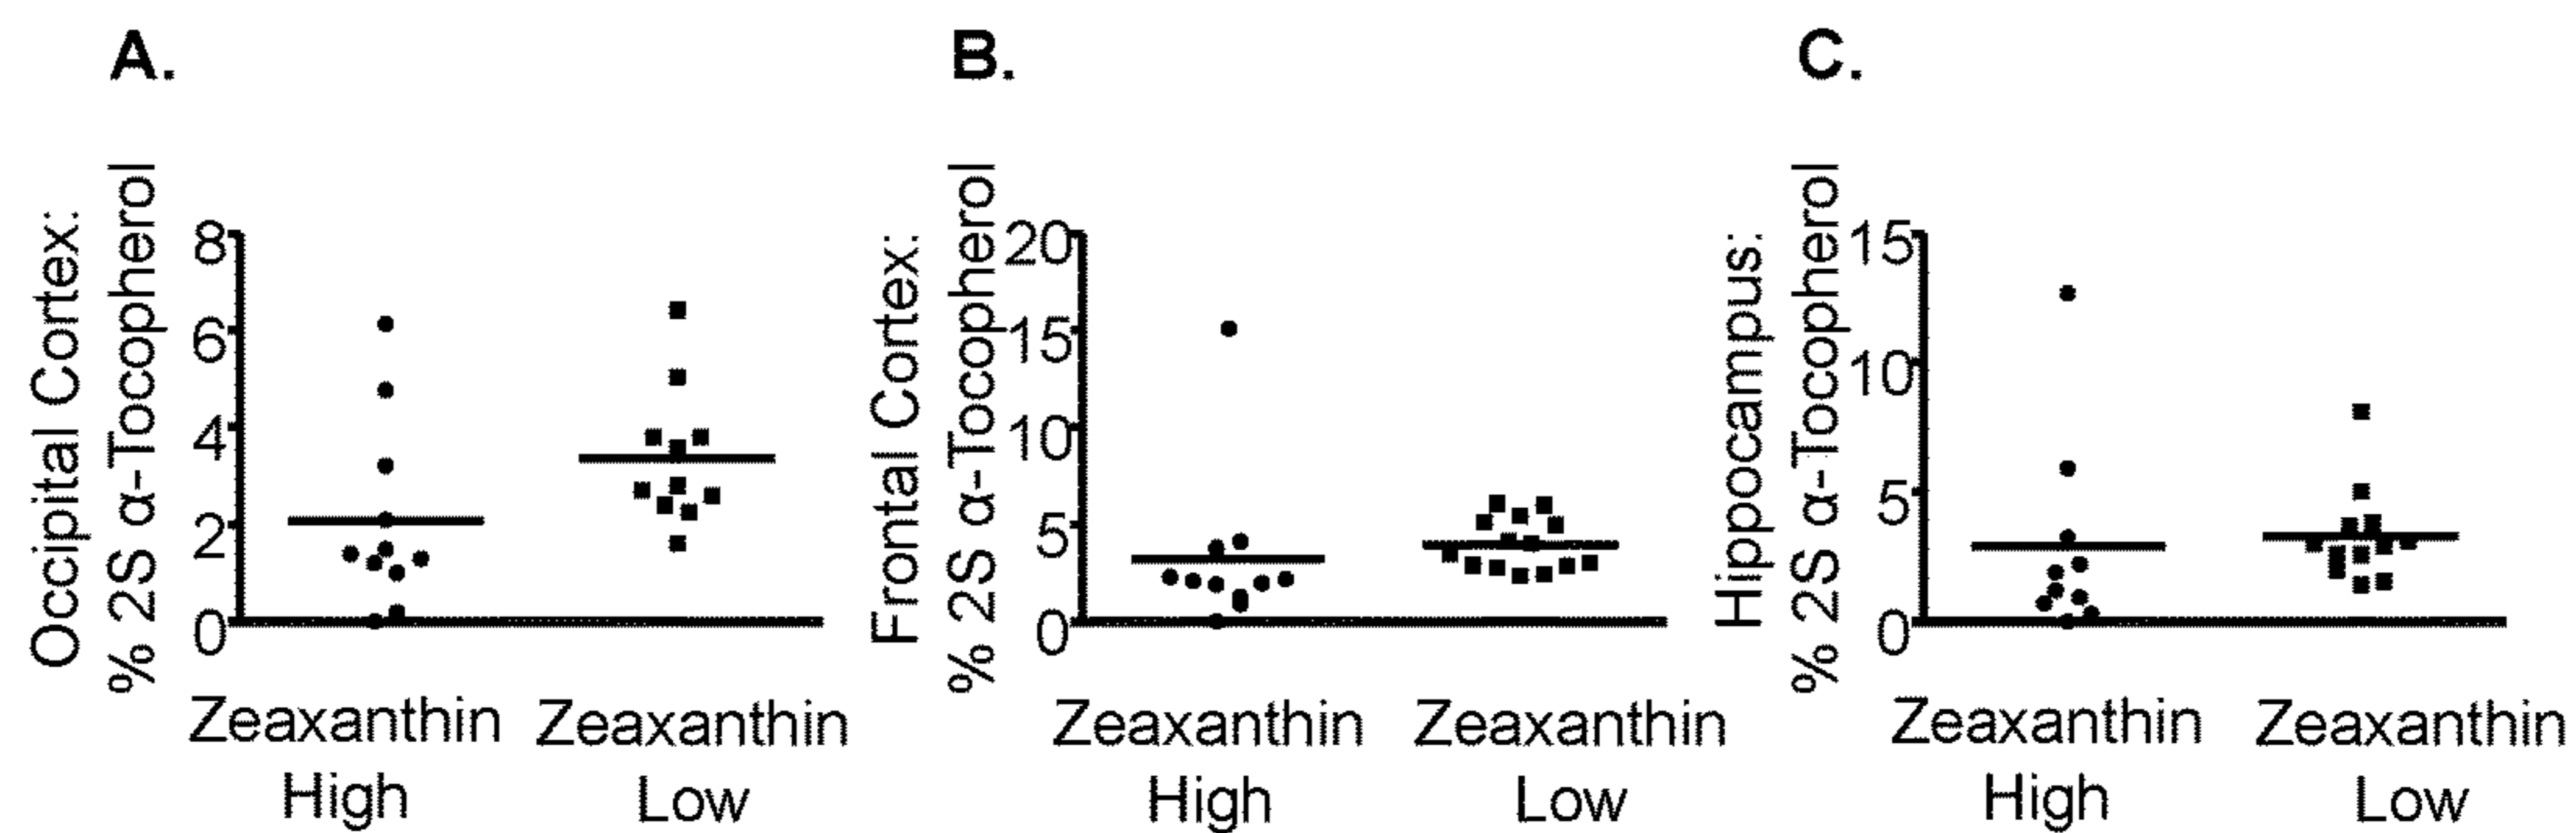 A.
Occipital Cortex:
% 2S α-Tocopherol
8
6
4
2
0
Zeaxanthin
High
Zeaxanthin
Low
B.
Frontal Cortex:
% 2S α-Tocopherol
20
15
10
5
0
Zeaxanthin
High
Zeaxanthin
Low
C.
Hippocampus:
% 2S α-Tocopherol
15
10
5
0
Zeaxanthin
High
Zeaxanthin
Low